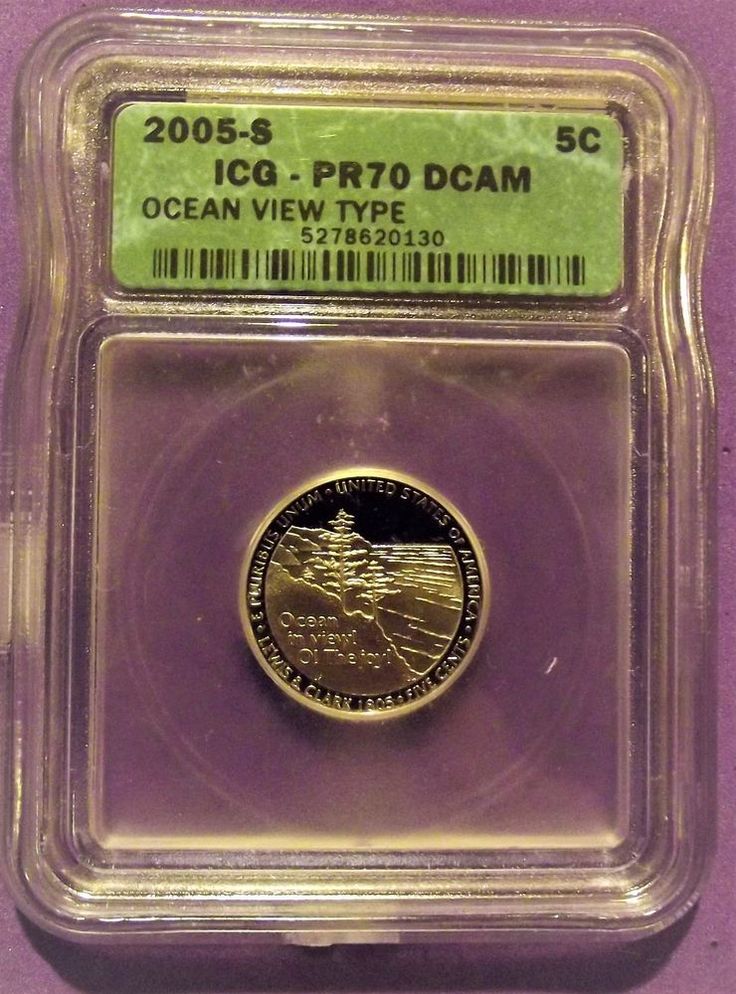 2005-S 5C
ICG - PR70 DCAM
OCEAN VIEW TYPE
5278620130
E PLURIBUS UNUM • UNITED STATES OF AMERICA •
Ocean
in view!
O! The joy!
LEWIS & CLARK 1805 • FIVE CENTS •